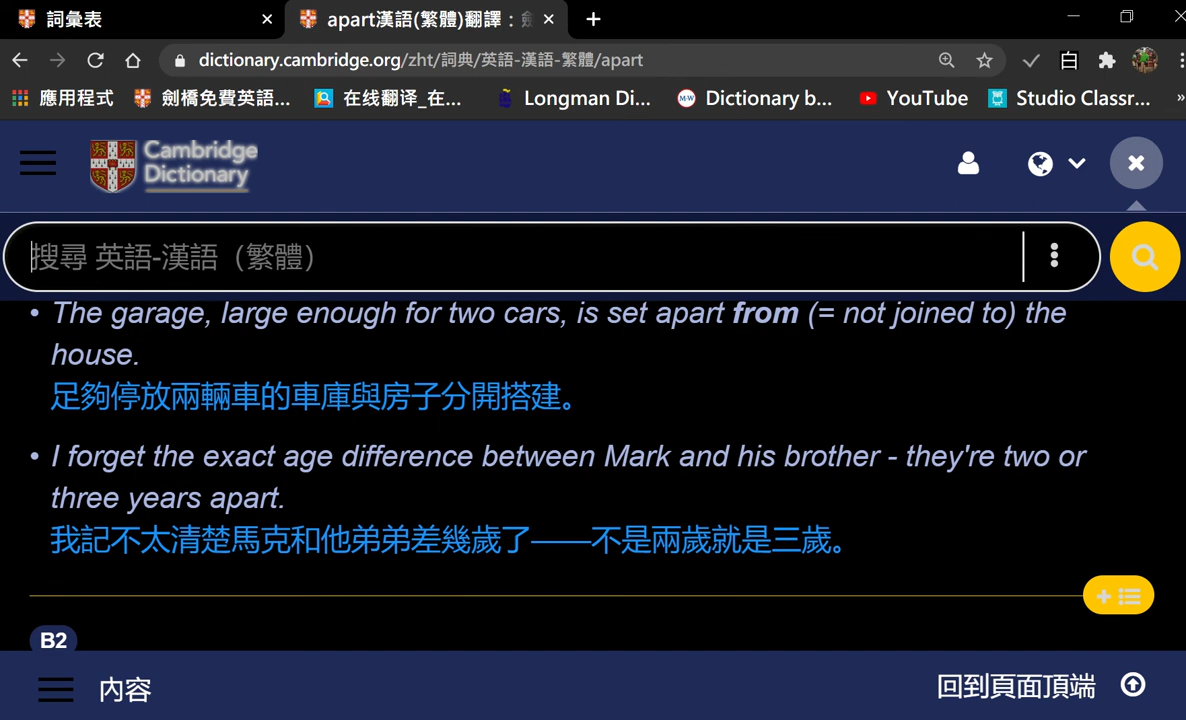 詞彙表
apart漢語(繁體)翻譯：
dictionary.cambridge.org/zht/詞典/英語-漢語-繁體/apart
白
應用程式
劍橋免費英語...
在线翻译_在...
Longman Di...
M-W
Dictionary b...
YouTube
Studio Classr...
»
Cambridge
Dictionary
搜尋 英語-漢語（繁體）
• The garage, large enough for two cars, is set apart from (= not joined to) the
house.
足夠停放兩輛車的車庫與房子分開搭建。
• I forget the exact age difference between Mark and his brother - they're two or
three years apart.
我記不太清楚馬克和他弟弟差幾歲了——不是兩歲就是三歲。
B2
內容
回到頁面頂端